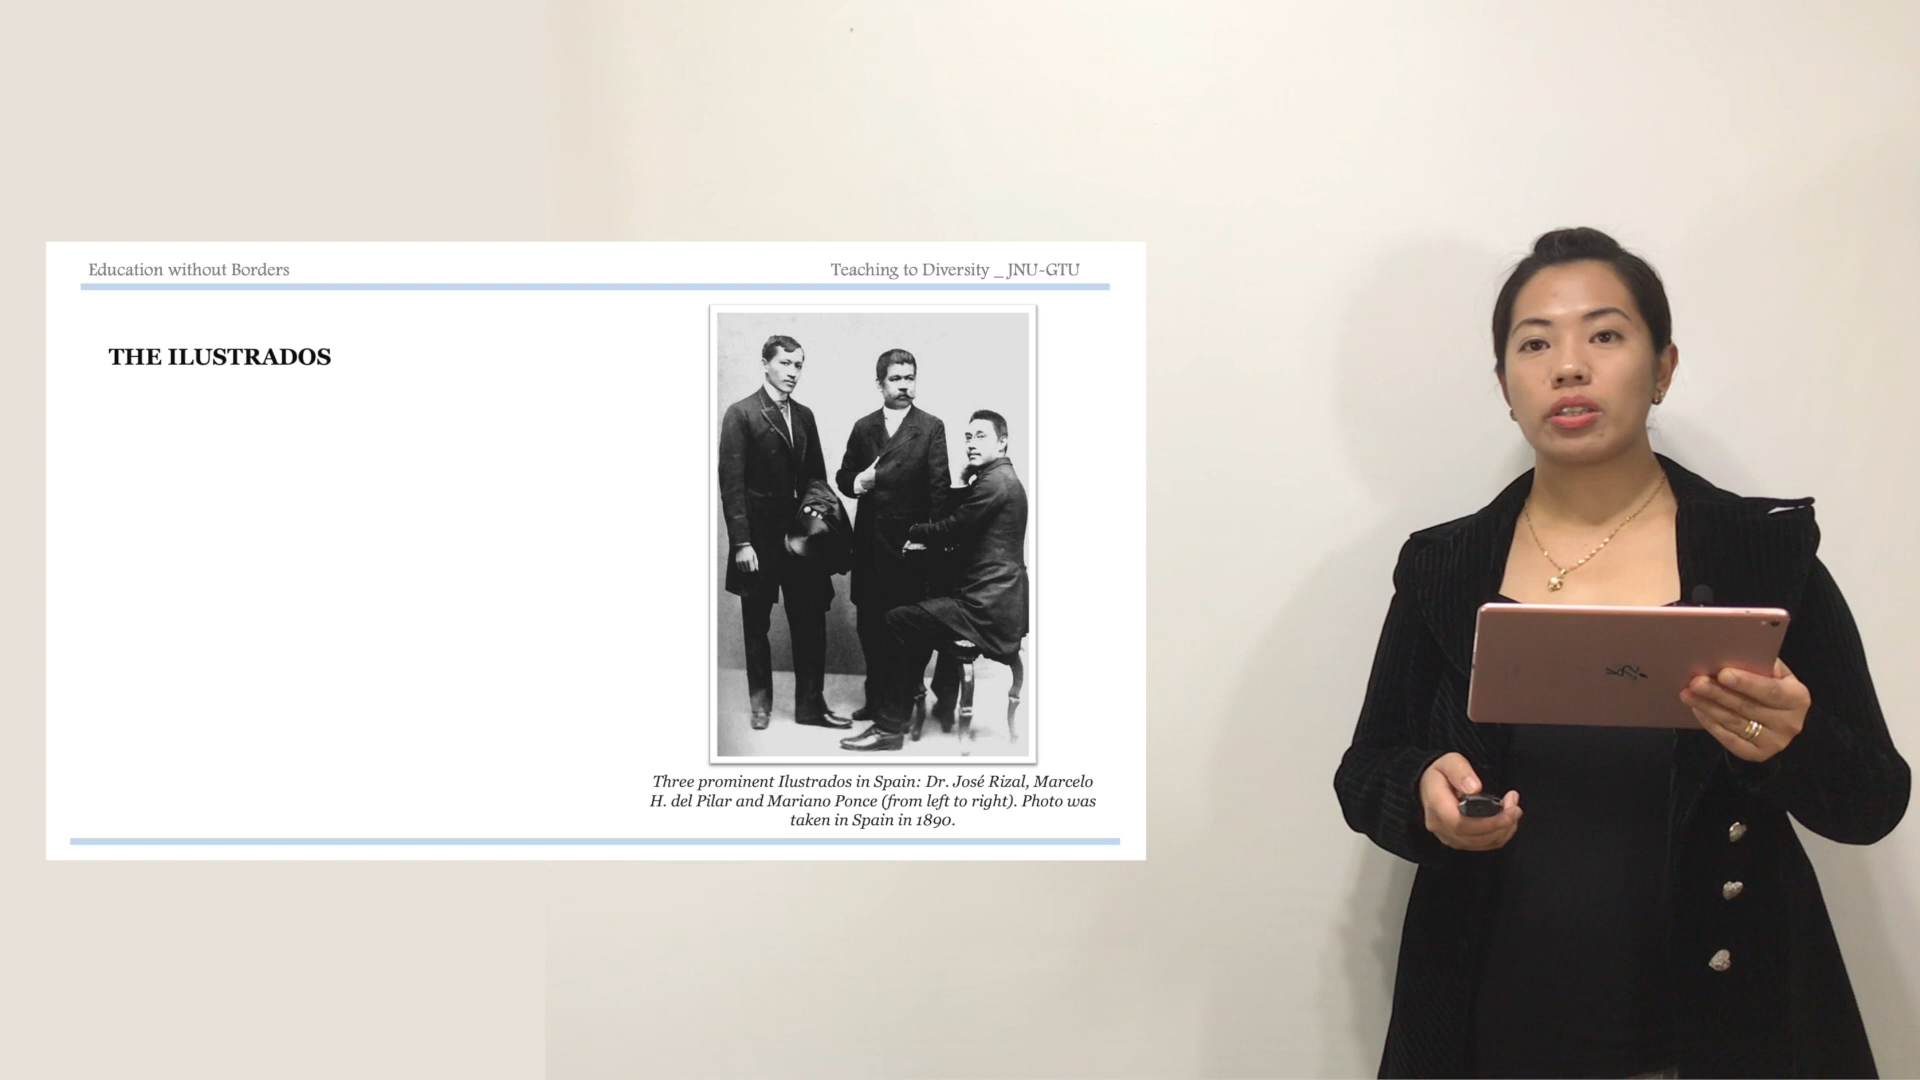 Education without Borders
Teaching to Diversity _ JNU-GTU
THE ILUSTRADOS
Three prominent Ilustrados in Spain: Dr. José Rizal, Marcelo
H. del Pilar and Mariano Ponce (from left to right). Photo was
taken in Spain in 1890.